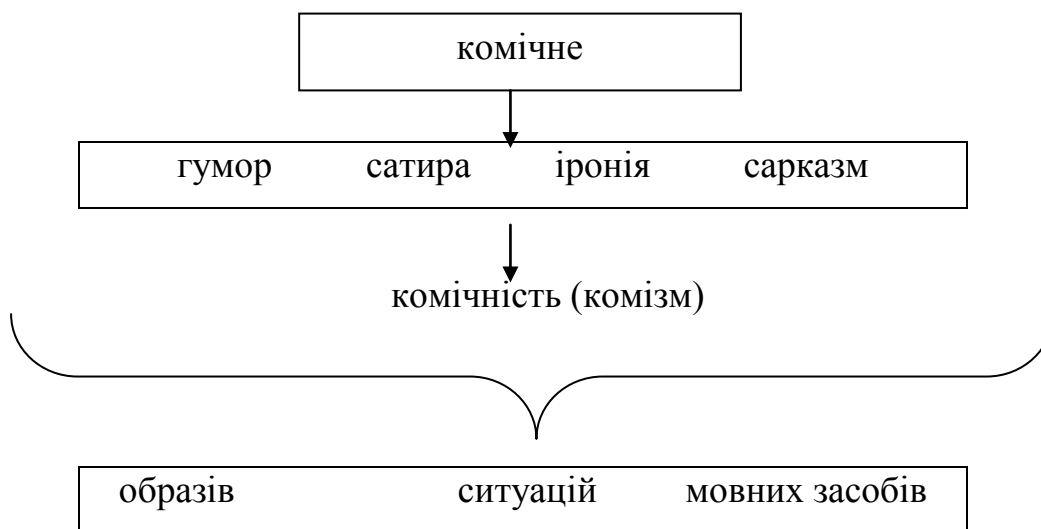 комічне
гумор сатира іронія сарказм
комічність (комізм)
образів ситуацій мовних засобів